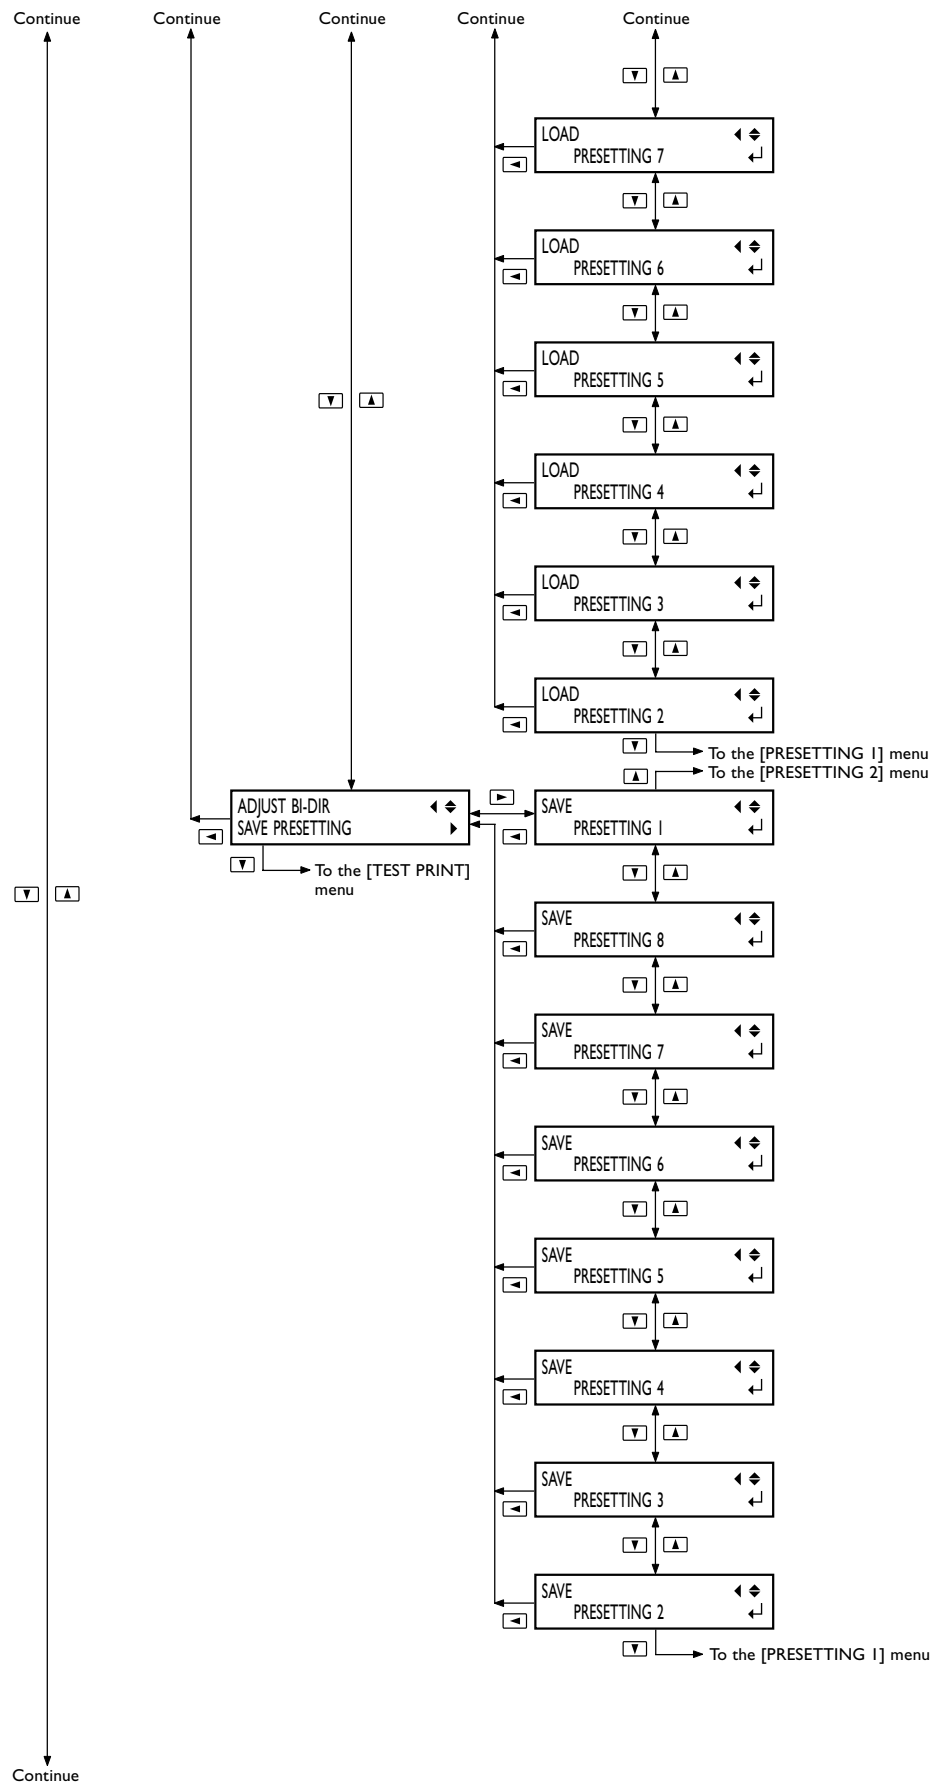 Continue Continue Continue Continue Continue
LOAD
PRESETTING 7
LOAD
PRESETTING 6
LOAD
PRESETTING 5
LOAD
PRESETTING 4
LOAD
PRESETTING 3
LOAD
PRESETTING 2
To the [PRESETTING 1] menu
To the [PRESETTING 2] menu
ADJUST BI-DIR
SAVE PRESETTING
To the [TEST PRINT]
menu
SAVE
PRESETTING 1
SAVE
PRESETTING 8
SAVE
PRESETTING 7
SAVE
PRESETTING 6
SAVE
PRESETTING 5
SAVE
PRESETTING 4
SAVE
PRESETTING 3
SAVE
PRESETTING 2
To the [PRESETTING 1] menu
Continue